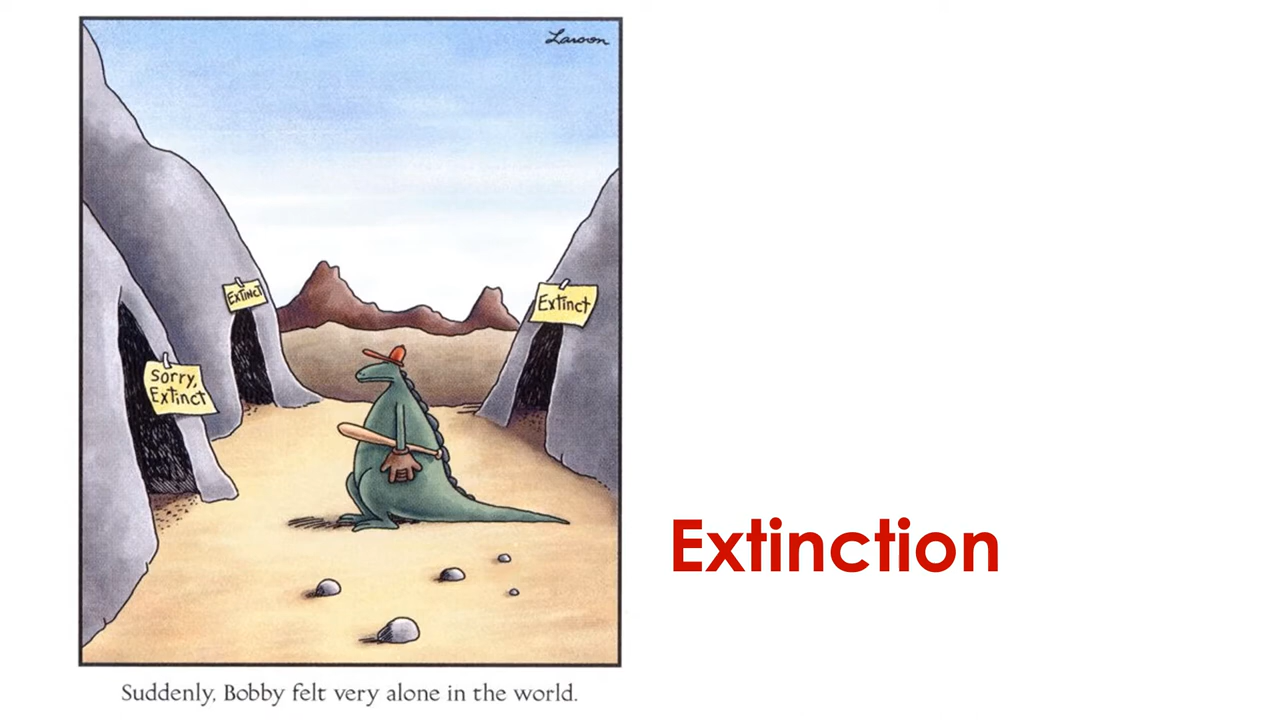 Larson
Extinct
Extinct
Sorry,
Extinct
Extinction
Suddenly, Bobby felt very alone in the world.